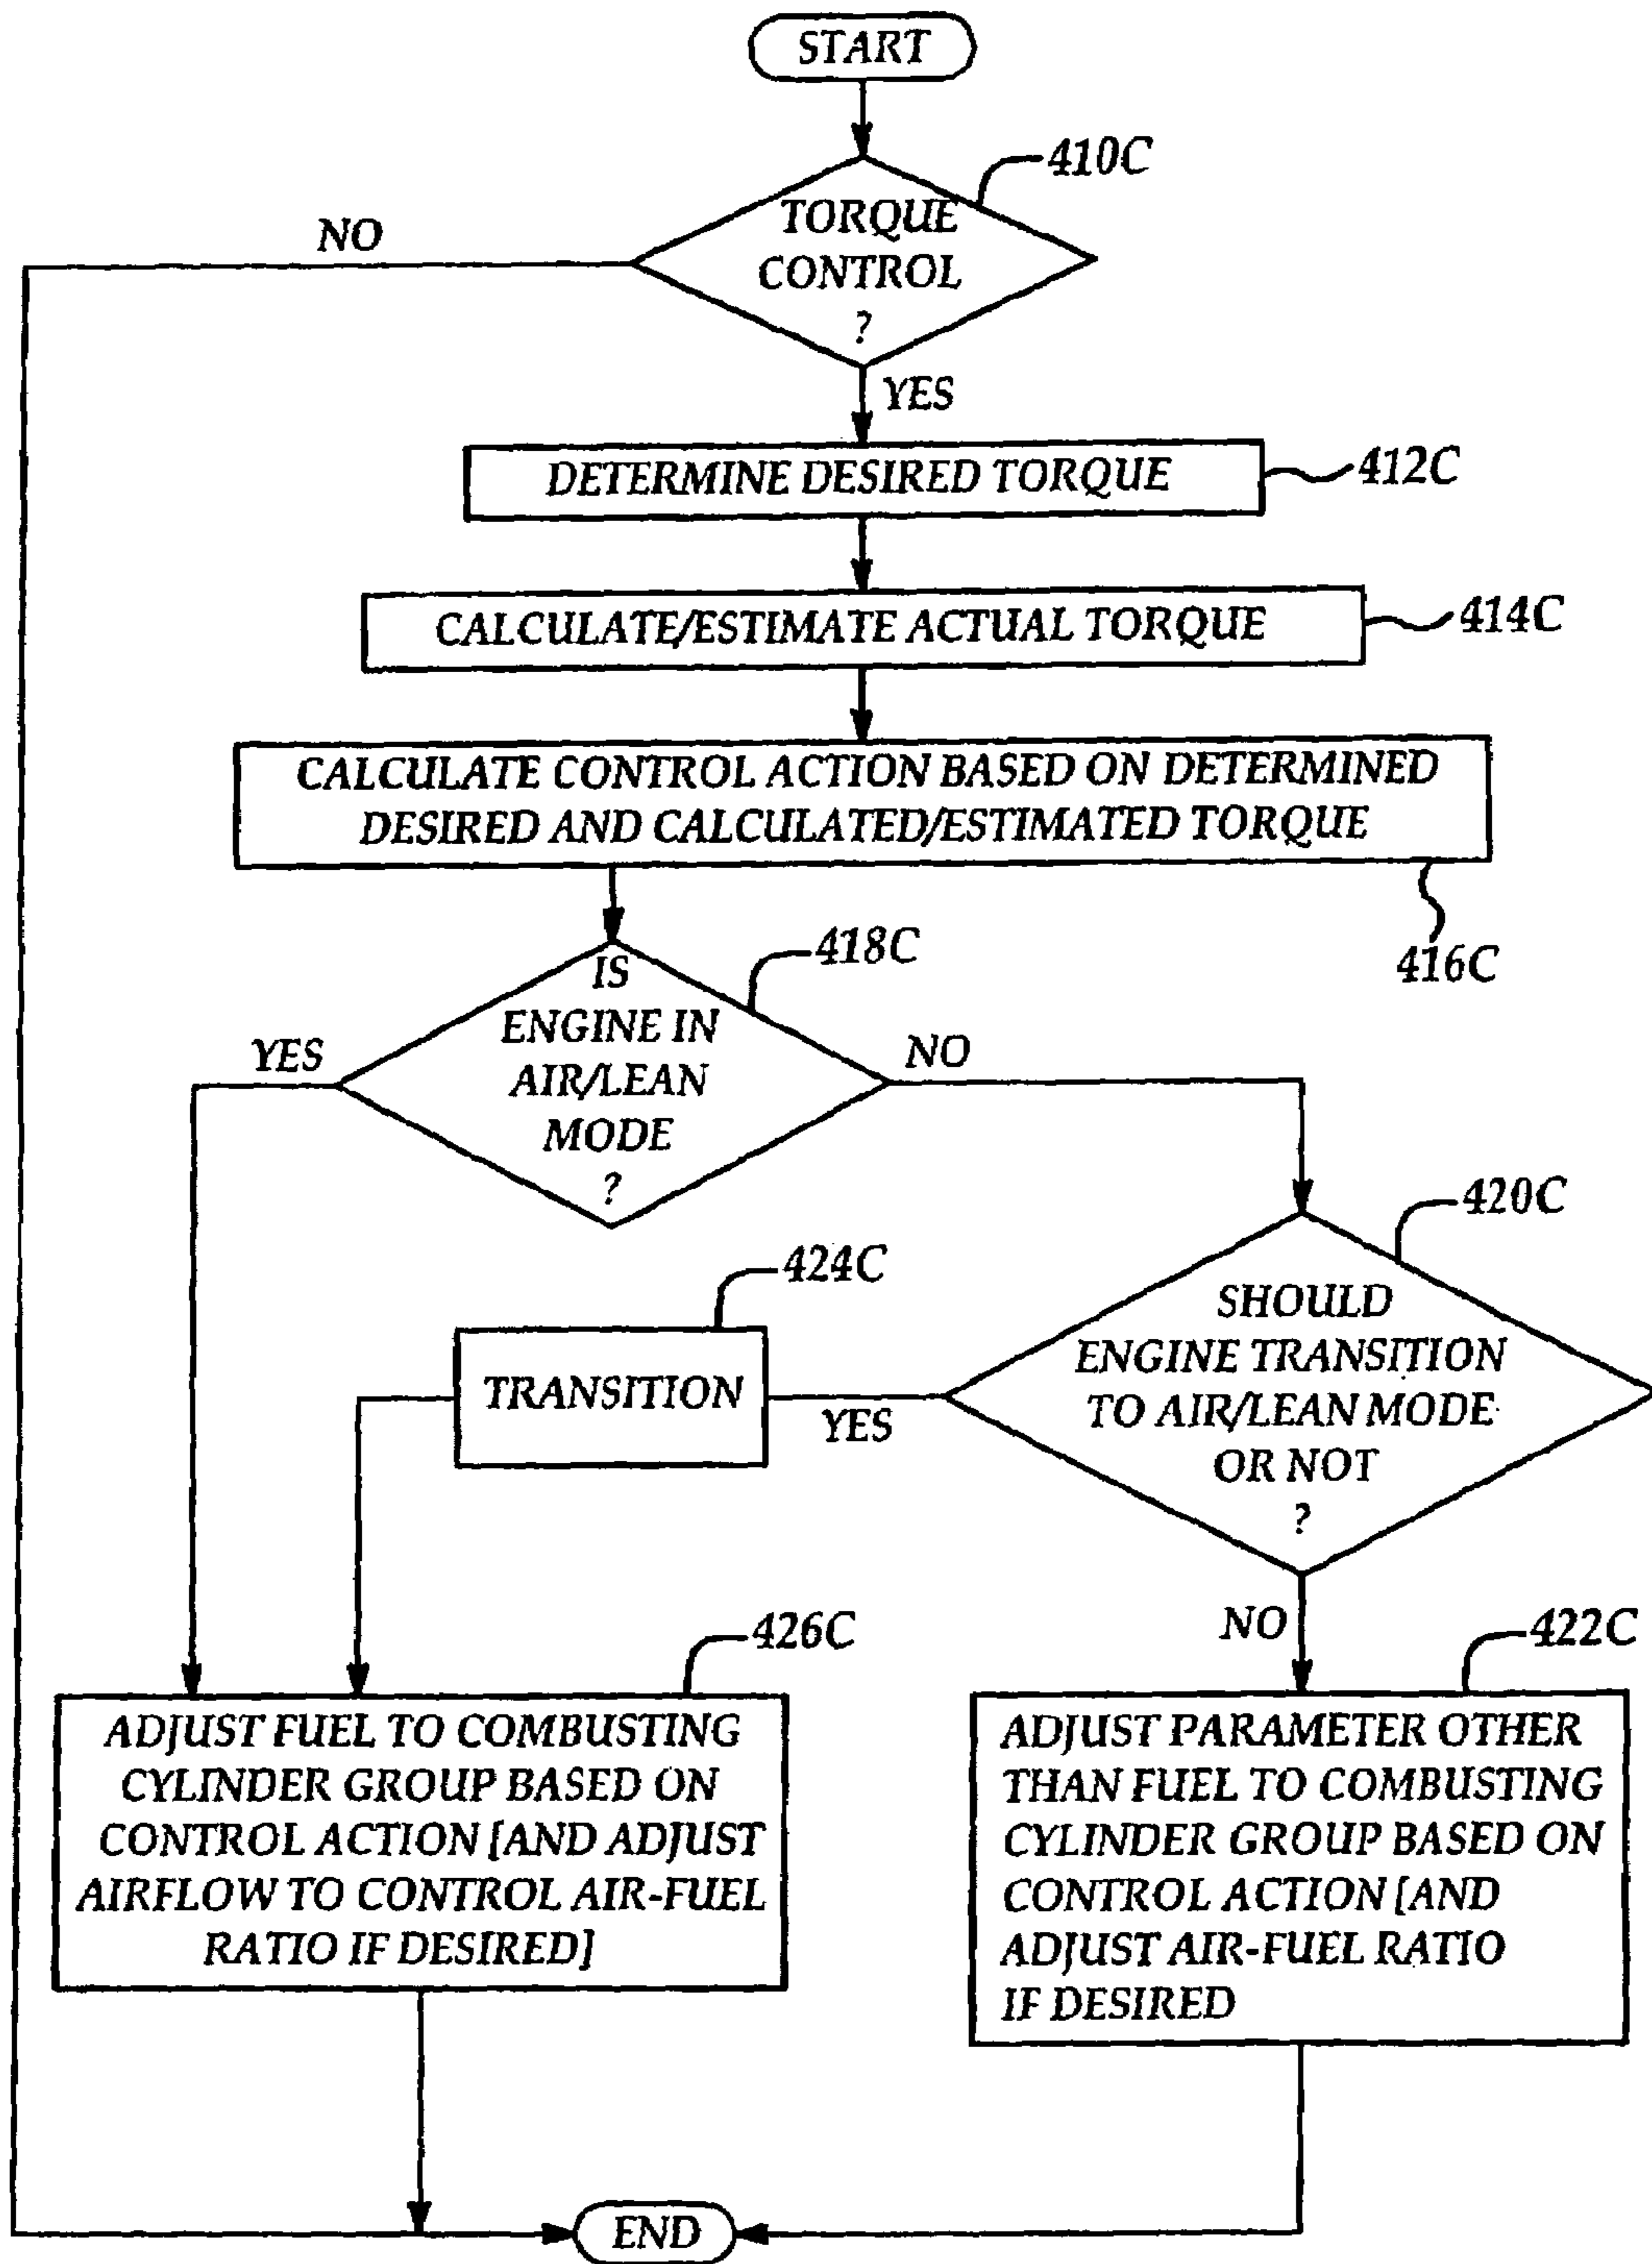 START
410C
TORQUE
CONTROL
?
NO
YES
DETERMINE DESIRED TORQUE
412C
CALCULATE/ESTIMATE ACTUAL TORQUE
414C
CALCULATE CONTROL ACTION BASED ON DETERMINED
DESIRED AND CALCULATED/ESTIMATED TORQUE
416C
418C
IS
ENGINE IN
AIR/LEAN
MODE
?
YES
NO
420C
SHOULD
ENGINE TRANSITION
TO AIR/LEAN MODE
OR NOT
?
424C
TRANSITION
YES
NO
426C
ADJUST FUEL TO COMBUSTING
CYLINDER GROUP BASED ON
CONTROL ACTION [AND ADJUST
AIRFLOW TO CONTROL AIR-FUEL
RATIO IF DESIRED]
422C
ADJUST PARAMETER OTHER
THAN FUEL TO COMBUSTING
CYLINDER GROUP BASED ON
CONTROL ACTION [AND
ADJUST AIR-FUEL RATIO
IF DESIRED
END